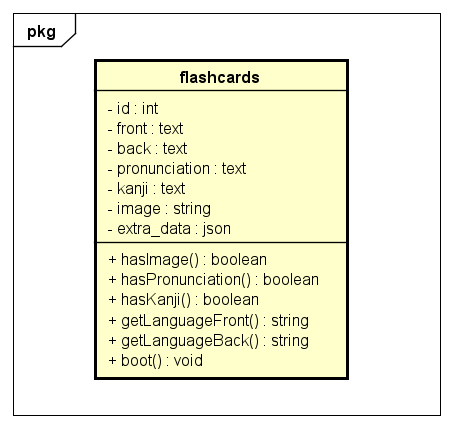 pkg
flashcards
- id : int
- front : text
- back : text
- pronunciation : text
- kanji : text
- image : string
- extra_data : json
+ hasImage() : boolean
+ hasPronunciation() : boolean
+ hasKanji() : boolean
+ getLanguageFront() : string
+ getLanguageBack() : string
+ boot() : void